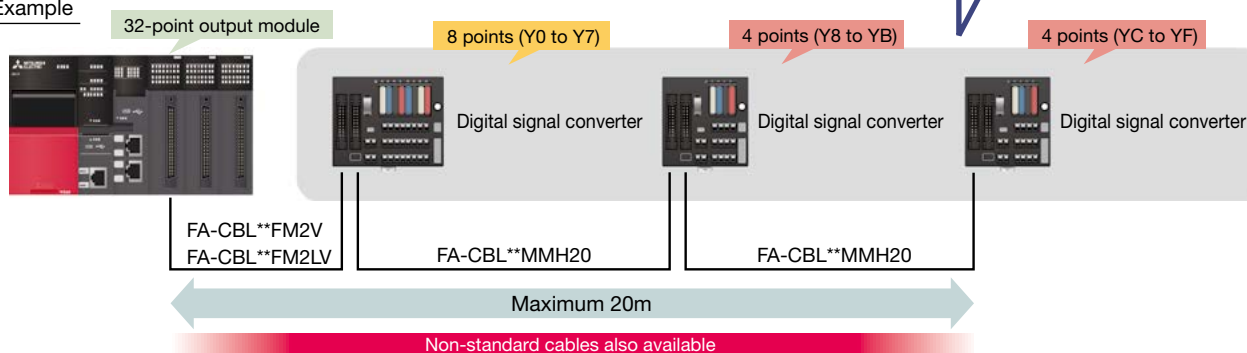 Example
32-point output module
8 points (Y0 to Y7)
4 points (Y8 to YB)
4 points (YC to YF)
MITSUBISHI
ELECTRIC
Digital signal converter
Digital signal converter
Digital signal converter
FA-CBL**FM2V
FA-CBL**FM2LV
FA-CBL**MMH20
FA-CBL**MMH20
Maximum 20m
Non-standard cables also available